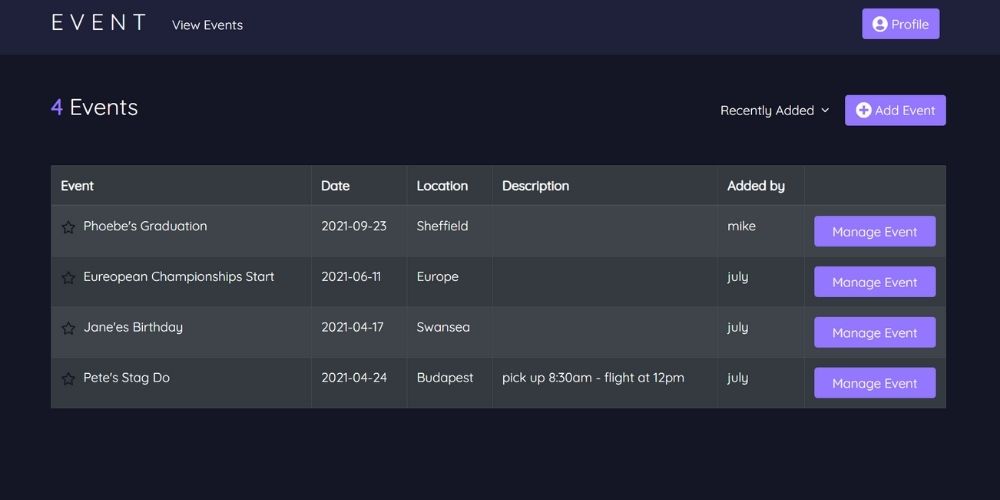 EVENT View Events Profile
4 Events
Recently Added Add Event
Event Date Location Description Added by
Phoebe's Graduation 2021-09-23 Sheffield mike Manage Event
Eureopean Championships Start 2021-06-11 Europe july Manage Event
Jane'es Birthday 2021-04-17 Swansea july Manage Event
Pete's Stag Do 2021-04-24 Budapest pick up 8:30am - flight at 12pm july Manage Event